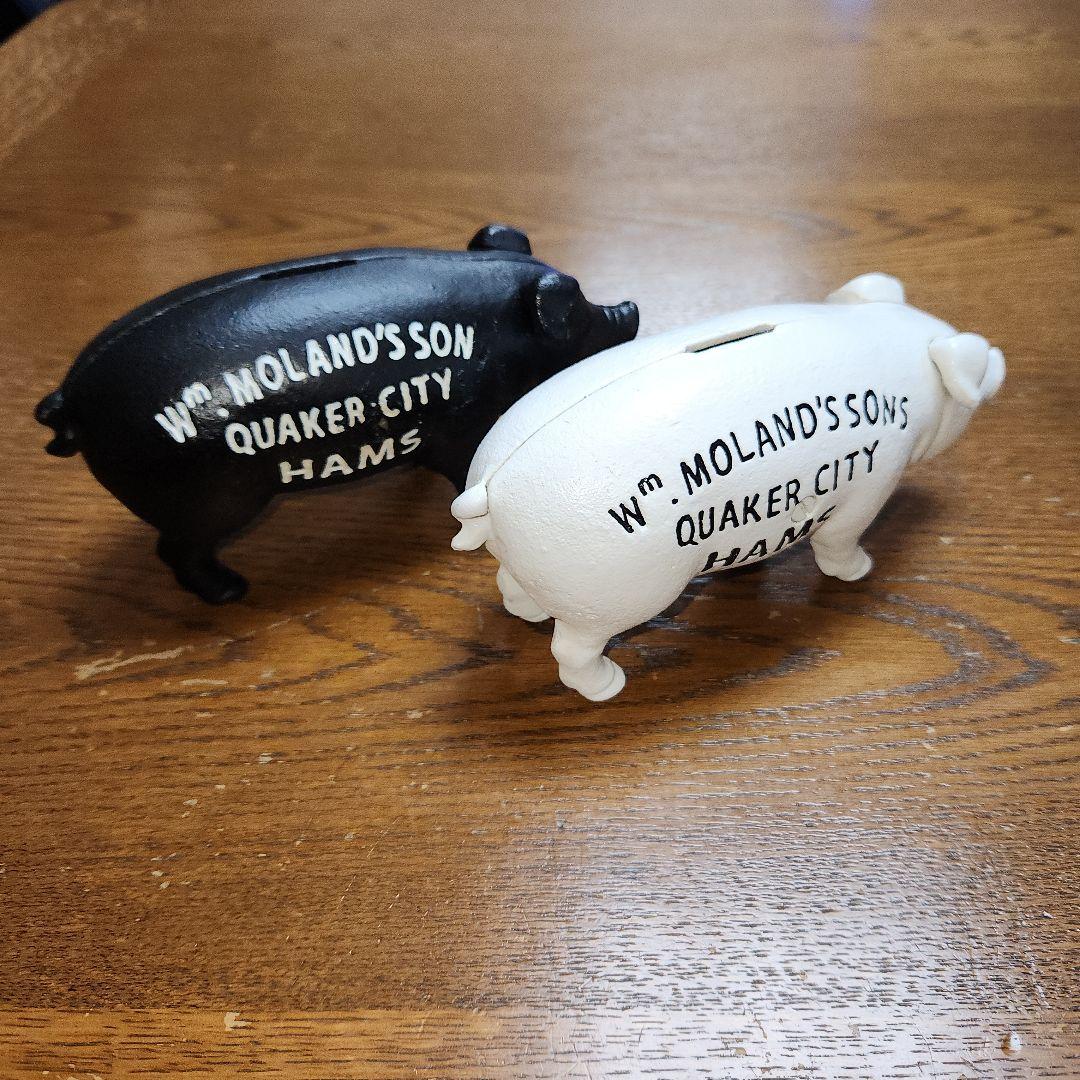 Wm. MOLAND'S SON
QUAKER·CITY
HAMS
Wm. MOLAND'S SONS
QUAKER CITY
HAMS